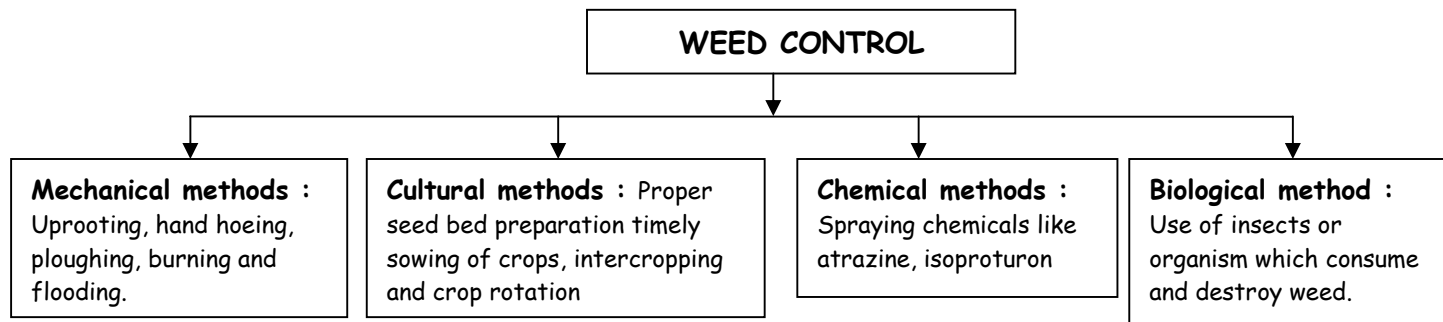 WEED CONTROL
Mechanical methods :
Uprooting, hand hoeing,
ploughing, burning and
flooding.
Cultural methods : Proper
seed bed preparation timely
sowing of crops, intercropping
and crop rotation
Chemical methods :
Spraying chemicals like
atrazine, isoproturon
Biological method :
Use of insects or
organism which consume
and destroy weed.